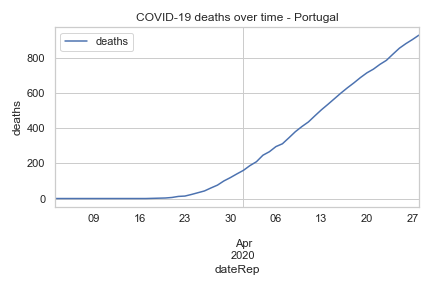 COVID-19 deaths over time - Portugal
deaths
deaths
800
600
400
200
0
09 16 23 30 06 13 20 27
Apr
2020
dateRep